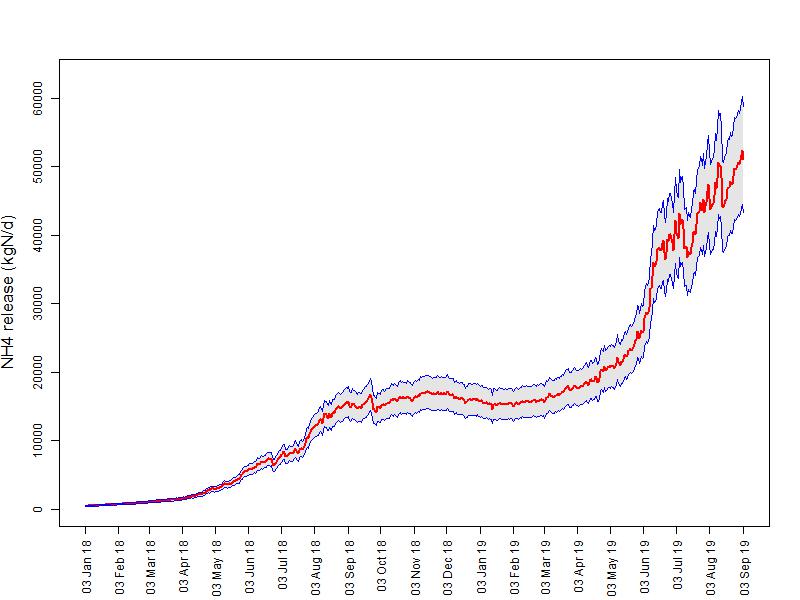 NH4 release (kgN/d)
60000
50000
40000
30000
20000
10000
0
03 Jan 18
03 Feb 18
03 Mar 18
03 Apr 18
03 May 18
03 Jun 18
03 Jul 18
03 Aug 18
03 Sep 18
03 Oct 18
03 Nov 18
03 Dec 18
03 Jan 19
03 Feb 19
03 Mar 19
03 Apr 19
03 May 19
03 Jun 19
03 Jul 19
03 Aug 19
03 Sep 19